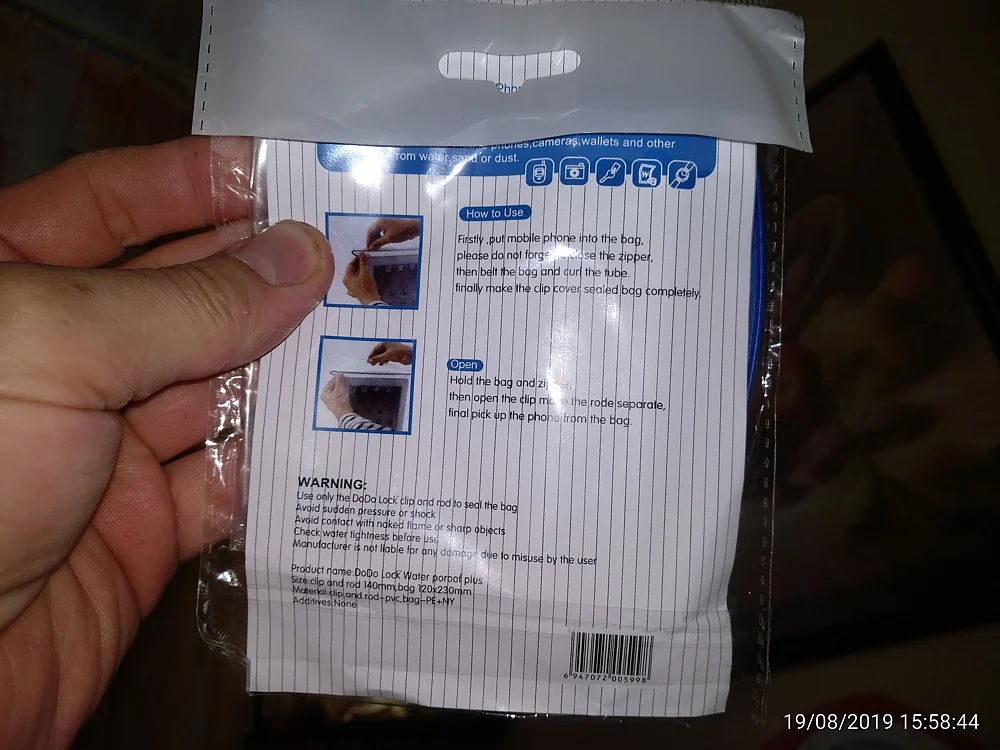 phones,cameras,wallets and other
from water,sand or dust.
How to Use
Firstly ,put mobile phone into the bag,
please do not the zipper,
then belt the bag and curl the tube.
finally make the clip cover sealed bag completely.
Open
Hold the bag and
then open the clip the rode separate,
final pick up the phone from the bag.
WARNING:
Use only the DoDo Lock clip and rod to seal the bag
Avoid sudden pressure or shock
Avoid contact with naked flame or sharp objects
Check water tightness before use
Manufacturer is not liable for any damage due to misuse by the user
Product name:DoDo Lock Water poroof plus
Size:clip and rod 140mm,bag 120x230mm
Material:clip and rod-pvc,bag-PE+NY
Additives:None
6 947072 005998
19/08/2019 15:58:44